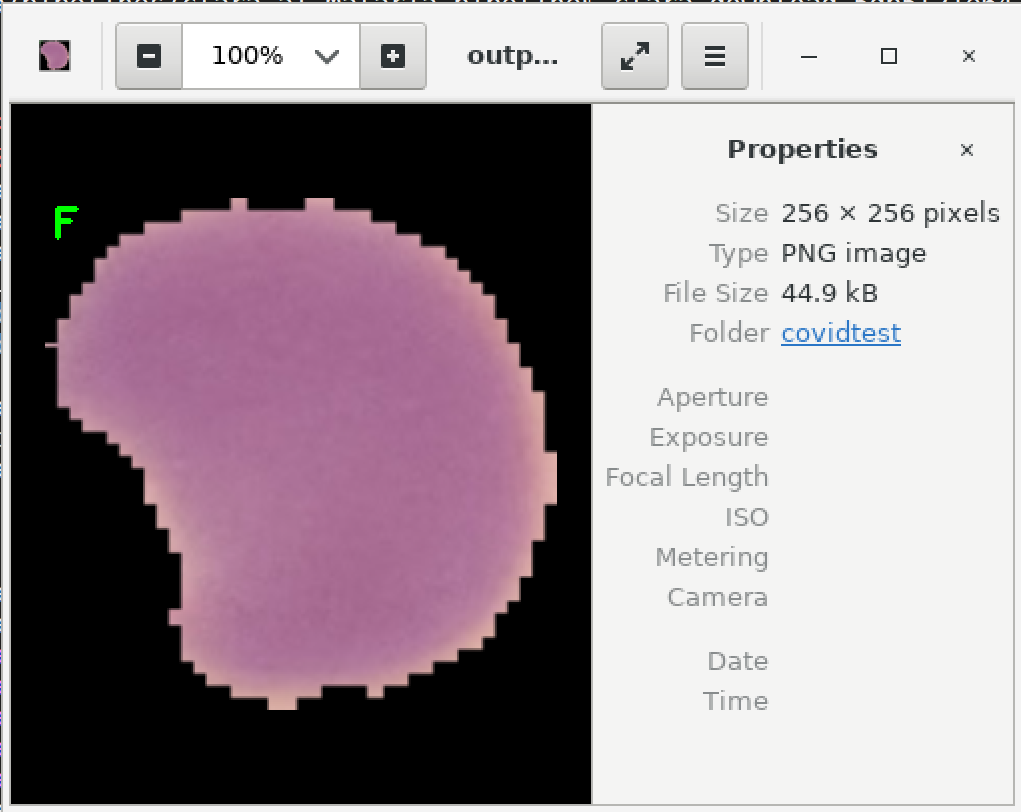 100%
outp...
F
Properties
Size 256 × 256 pixels
Type PNG image
File Size 44.9 kB
Folder covidtest
Aperture
Exposure
Focal Length
ISO
Metering
Camera
Date
Time